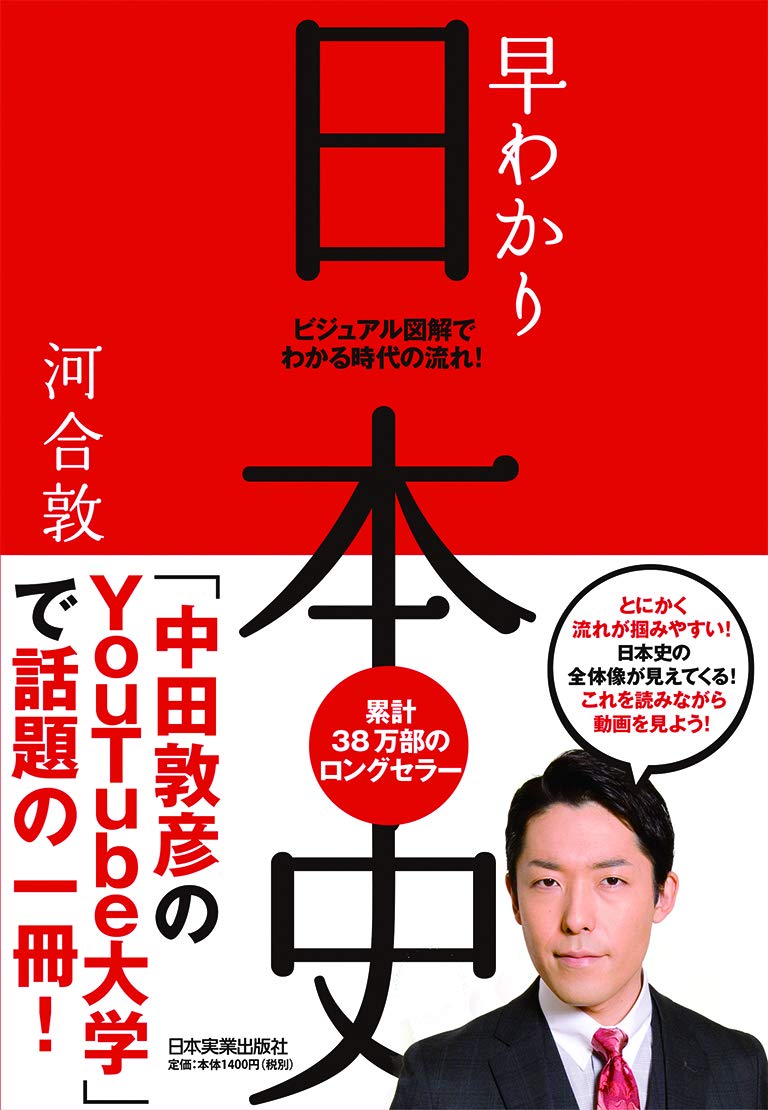 早わかり
日本史
ビジュアル図解で
わかる時代の流れ!
河合敦
とにかく
流れが掴みやすい!
日本史の
全体像が見えてくる!
これを読みながら
動画を見よう!
累計
38万部の
ロングセラー
「中田敦彦の
YouTube大学」
で話題の一冊!
日本実業出版社
定価:本体1400円(税別)